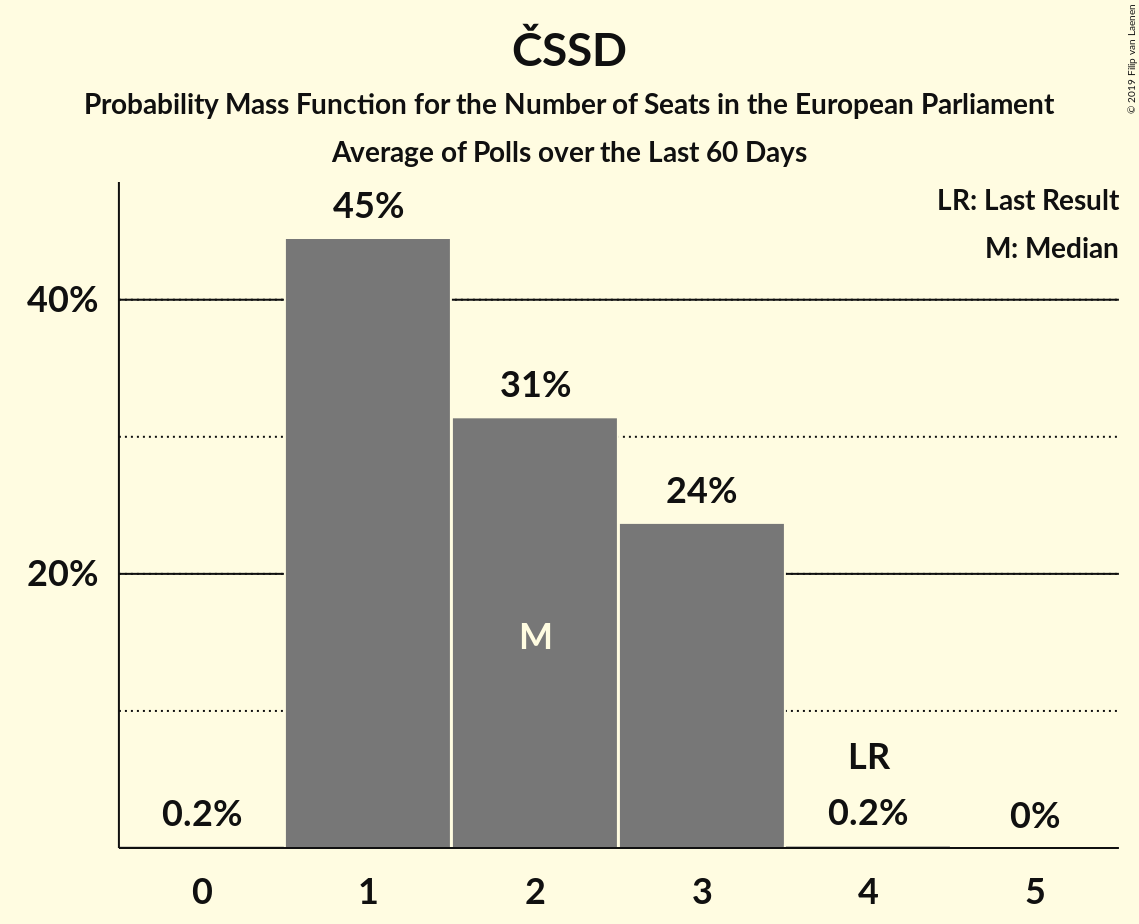 ČSSD
Probability Mass Function for the Number of Seats in the European Parliament
Average of Polls over the Last 60 Days
© 2019 Filip van Laenen
LR: Last Result
M: Median
45%
40%
31%
24%
20%
M
LR
0.2%
0.2%
0%
0 1 2 3 4 5